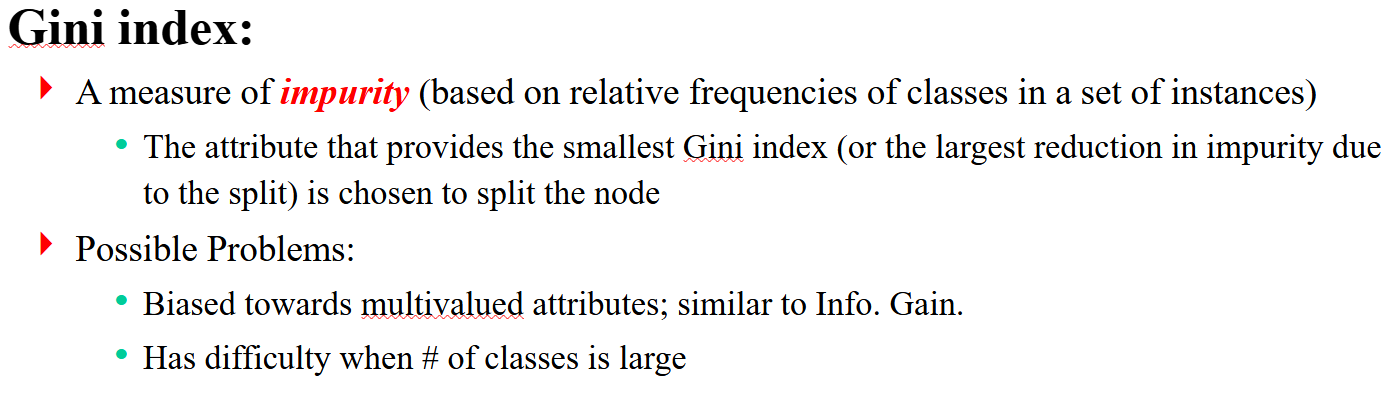 Gini index:
A measure of impurity (based on relative frequencies of classes in a set of instances)
The attribute that provides the smallest Gini index (or the largest reduction in impurity due
to the split) is chosen to split the node
Possible Problems:
Biased towards multivalued attributes; similar to Info. Gain.
Has difficulty when # of classes is large